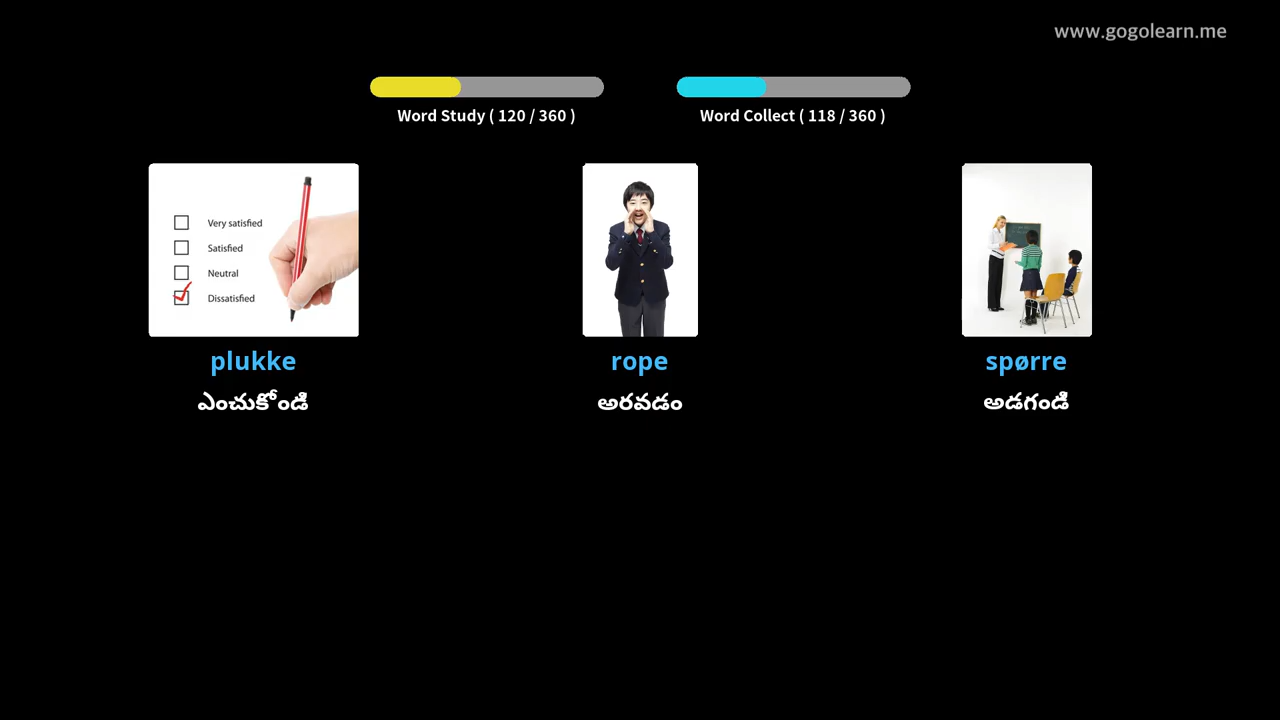 www.gogolearn.me
Word Study ( 120 / 360 )
Word Collect ( 118 / 360 )
Very satisfied
Satisfied
Neutral
Dissatisfied
plukke
rope
spørre
ఎంచుకోండి
అరవడం
అడగండి